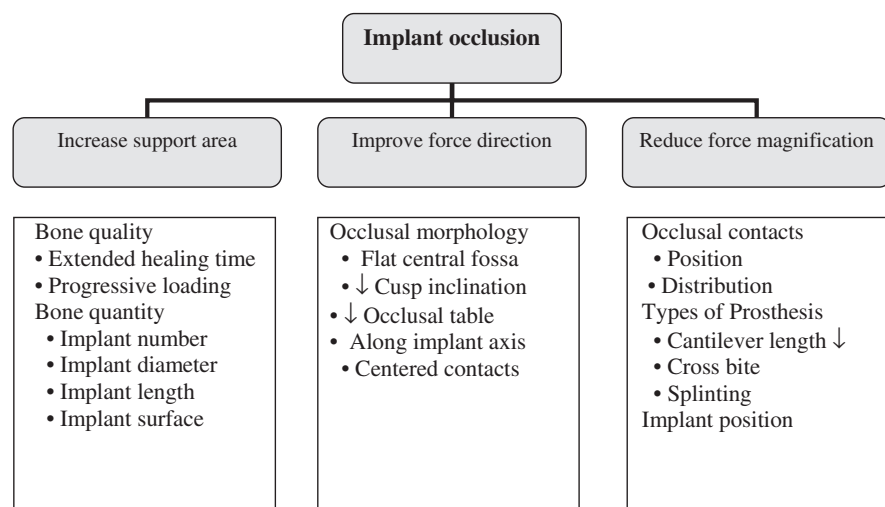 Implant occlusion
Increase support area
Improve force direction
Reduce force magnification
Bone quality
• Extended healing time
• Progressive loading
Bone quantity
• Implant number
• Implant diameter
• Implant length
• Implant surface
Occlusal morphology
• Flat central fossa
• ↓ Cusp inclination
• ↓ Occlusal table
• Along implant axis
• Centered contacts
Occlusal contacts
• Position
• Distribution
Types of Prosthesis
• Cantilever length ↓
• Cross bite
• Splinting
Implant position